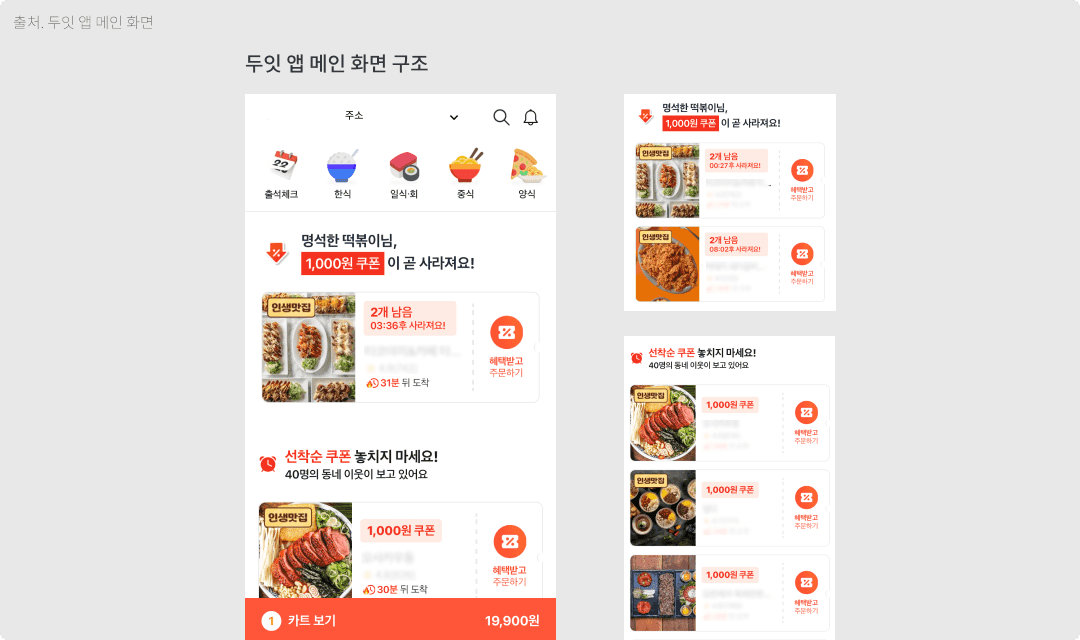 출처. 두잇 앱 메인 화면
두잇 앱 메인 화면 구조
주소
출석체크
한식
일식·회
중식
양식
명석한 떡볶이님,
1,000원 쿠폰 이 곧 사라져요!
인생맛집
2개 남음
03:36후 사라져요!
31분 뒤 도착
혜택받고
주문하기
선착순 쿠폰 놓치지 마세요!
40명의 동네 이웃이 보고 있어요
인생맛집
1,000원 쿠폰
30분 뒤 도착
혜택받고
주문하기
1 카트 보기
19,900원
명석한 떡볶이님,
1,000원 쿠폰 이 곧 사라져요!
인생맛집
2개 남음
00:27후 사라져요!
혜택받고
주문하기
인생맛집
2개 남음
08:02후 사라져요!
혜택받고
주문하기
선착순 쿠폰 놓치지 마세요!
40명의 동네 이웃이 보고 있어요
인생맛집
1,000원 쿠폰
혜택받고
주문하기
인생맛집
1,000원 쿠폰
혜택받고
주문하기
1,000원 쿠폰
혜택받고
주문하기